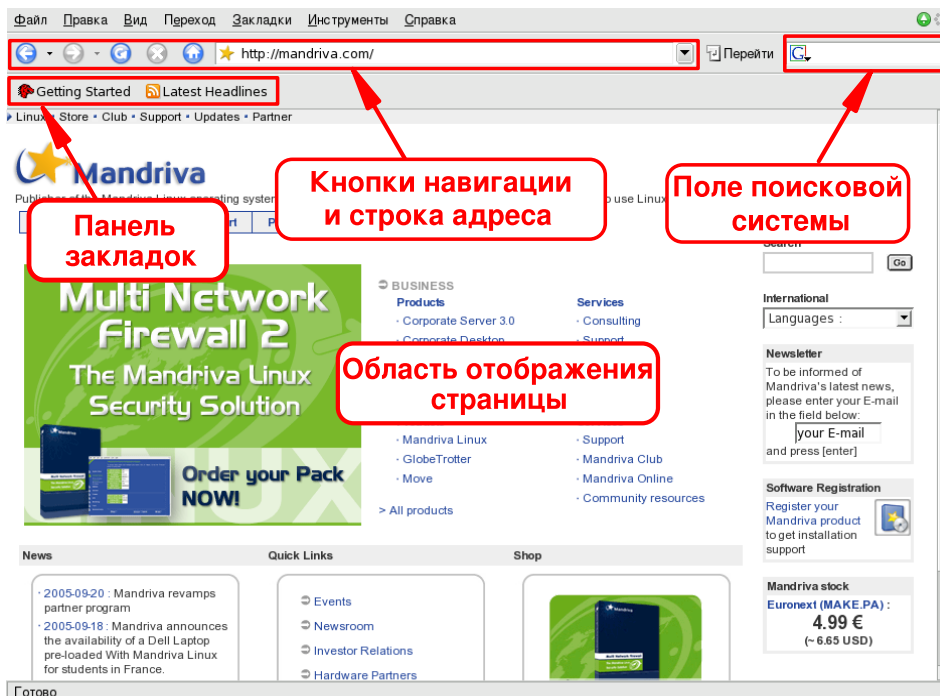 Файл Правка Вид Переход Закладки Инструменты Справка
http://mandriva.com/ Перейти G
Getting Started Latest Headlines
Linux Store Club Support Updates Partner
Mandriva
Кнопки навигации
и строка адреса
Поле поисковой
системы
Панель
закладок
use Linux
Search
Go
International
Languages :
Multi Network
Firewall 2
The Mandriva Linux
Security Solution
Order your Pack
NOW!
BUSINESS
Products Services
· Corporate Server 3.0 · Consulting
· Corporate Desktop · Support
Область отображения
страницы
· Mandriva Linux · Support
· GlobeTrotter · Mandriva Club
· Move · Mandriva Online
· Community resources
> All products
Newsletter
To be informed of
Mandriva's latest news,
please enter your E-mail
in the field below:
your E-mail
and press [enter]
Software Registration
Register your
Mandriva product
to get installation
support
Mandriva stock
Euronext (MAKE.PA) :
4.99 €
(~ 6.65 USD)
News Quick Links Shop
· 2005-09-20 : Mandriva revamps
partner program
· 2005-09-18 : Mandriva announces
the availability of a Dell Laptop
pre-loaded With Mandriva Linux
for students in France.
Events
Newsroom
Investor Relations
Hardware Partners
Готово